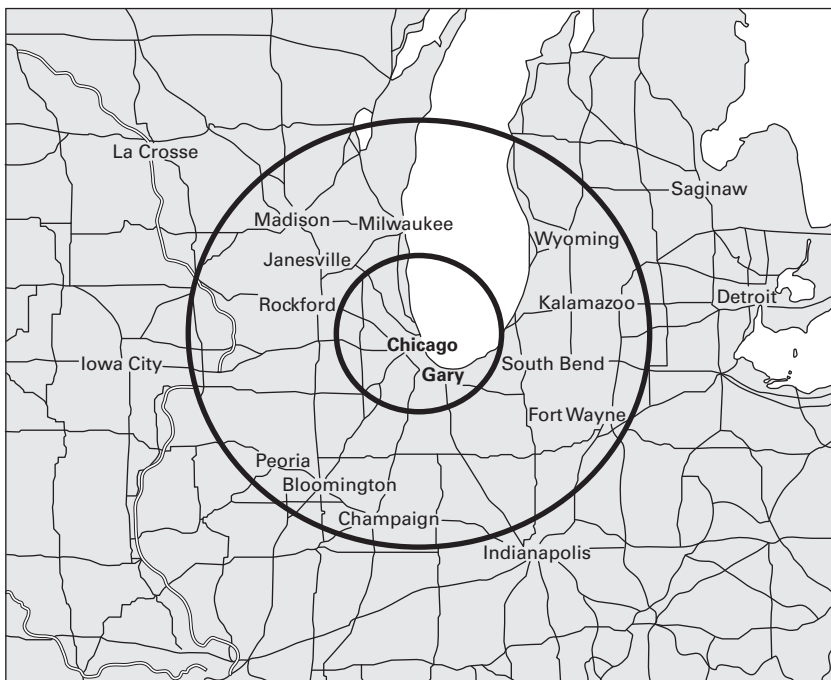 La Crosse
Saginaw
Madison
Milwaukee
Wyoming
Janesville
Rockford
Kalamazoo
Detroit
Chicago
Iowa City
South Bend
Gary
Fort Wayne
Peoria
Bloomington
Champaign
Indianapolis